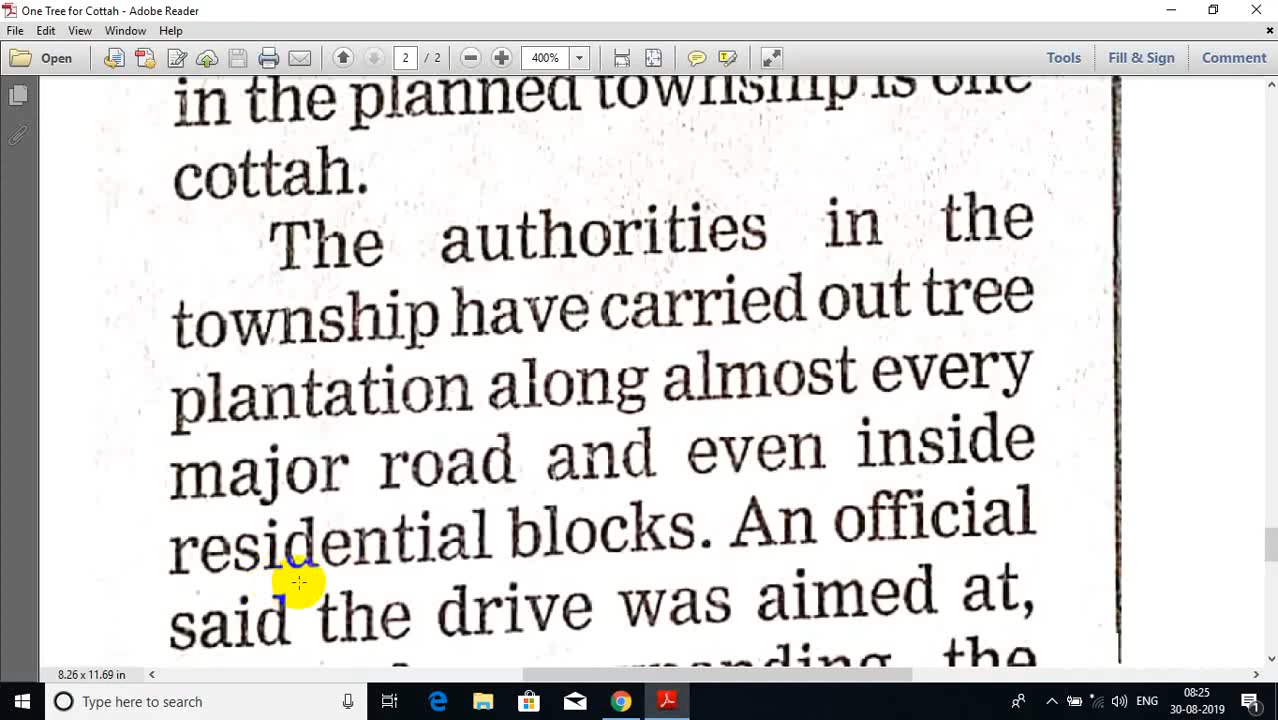 One Tree for Cottah - Adobe Reader
File Edit View Window Help
Open 2 / 2 400% Tools Fill & Sign Comment
in the planned township is one
cottah.
The authorities in the
township have carried out tree
plantation along almost every
major road and even inside
residential blocks. An official
said the drive was aimed at,
the
8.26 x 11.69 in
Type here to search
ENG
08:25
30-08-2019
1